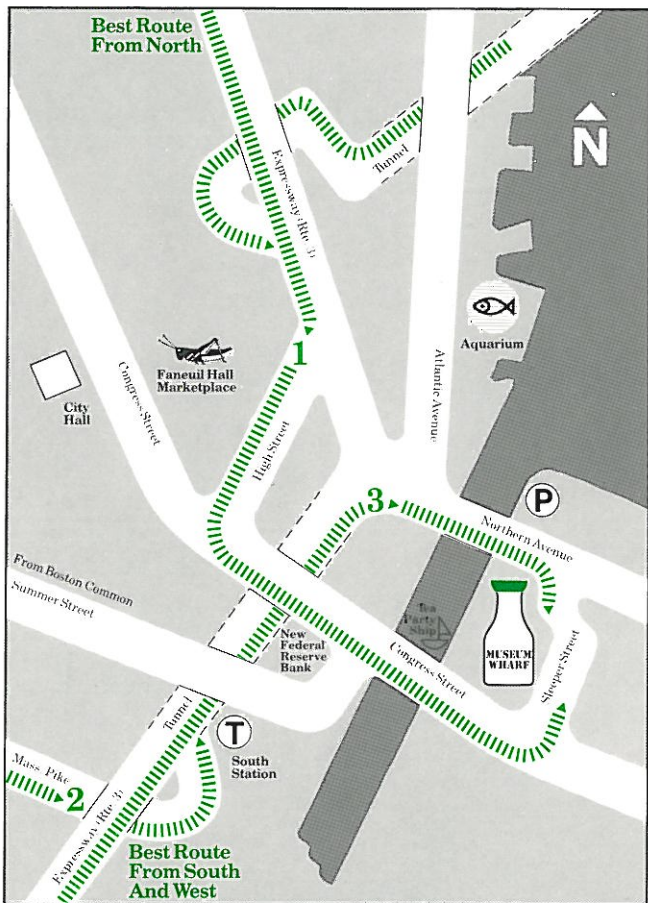 Best Route
From North
Tunnel
N
Expressway (Rte. 3)
Aquarium
1
Faneuil Hall
Marketplace
City
Hall
Congress Street
Atlantic Avenue
High Street
3
P
Northern Avenue
From Boston Common
Summer Street
Tea
Party
Ship
New
Federal
Reserve
Bank
MUSEUM
WHARF
Congress Street
Sleeper Street
Tunnel
T
South
Station
Mass Pike
2
Expressway (Rte. 3)
Best Route
From South
And West